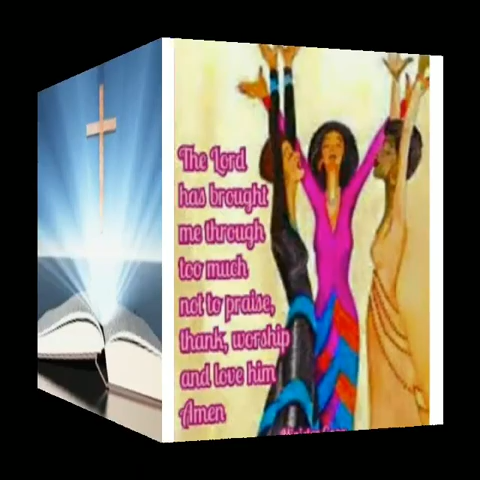 The Lord
has brought
me through
too much
not to praise,
thank, worship
and love him
Amen